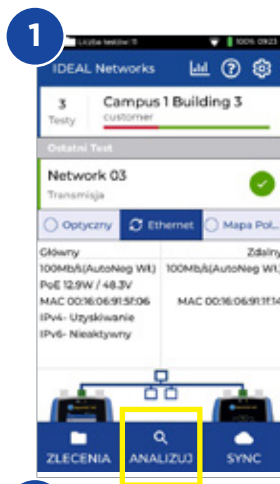 1
Liczba testów: 11 100% 09:23
IDEAL Networks
3 Campus 1 Building 3
Testy customer
Ostatni Test
Network 03
Transmisja
Optyczny Ethernet Mapa Poł...
Główny Zdalny
100Mb/s(AutoNeg Wł.) 100Mb/s(AutoNeg Wł.)
PoE 12.9W / 48.3V
MAC 00:16:06:91:5f:06 MAC 00:16:06:91:1f:14
IPv4- Uzyskiwanie
IPv6- Nieaktywny
ZLECENIA ANALIZUJ SYNC